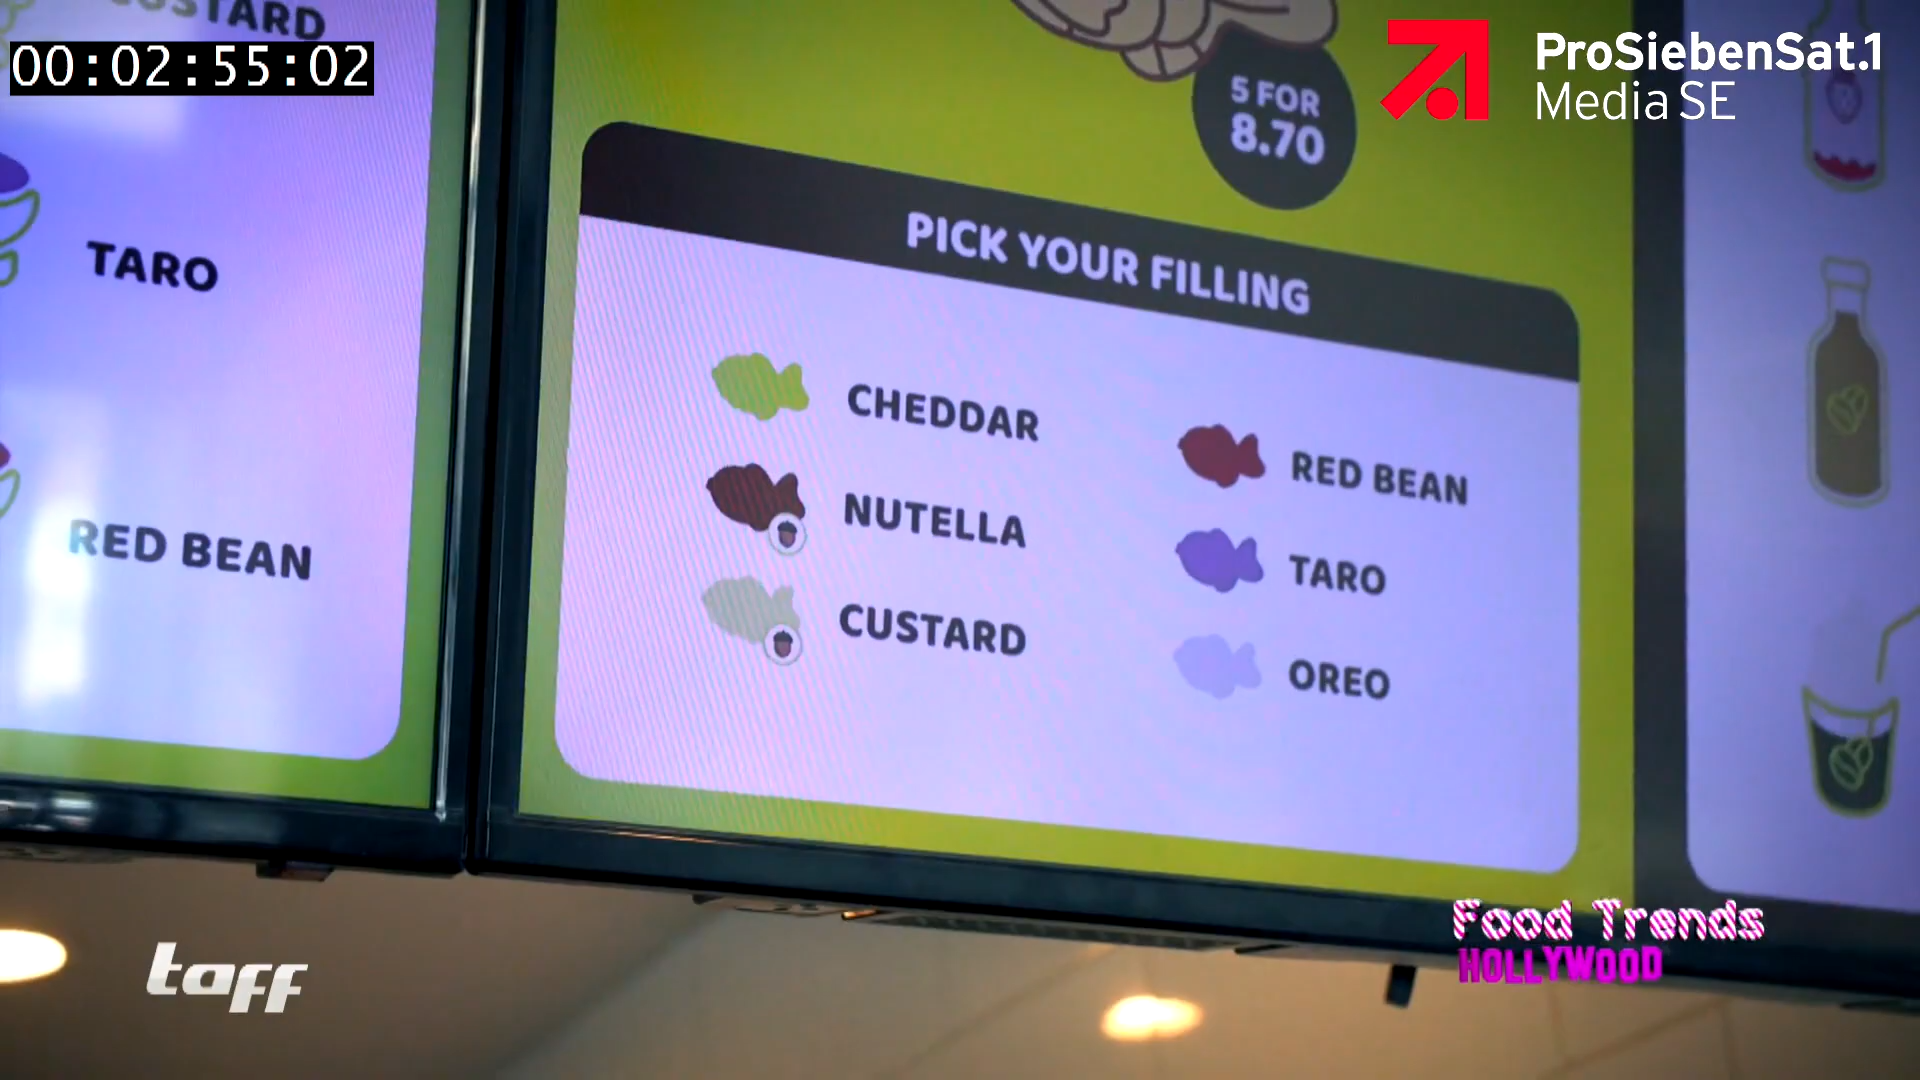 CUSTARD
00:02:55:02
TARO
RED BEAN
5 FOR
8.70
PICK YOUR FILLING
CHEDDAR
NUTELLA
CUSTARD
RED BEAN
TARO
OREO
ProSiebenSat.1
Media SE
taff
Food Trends
HOLLYWOOD